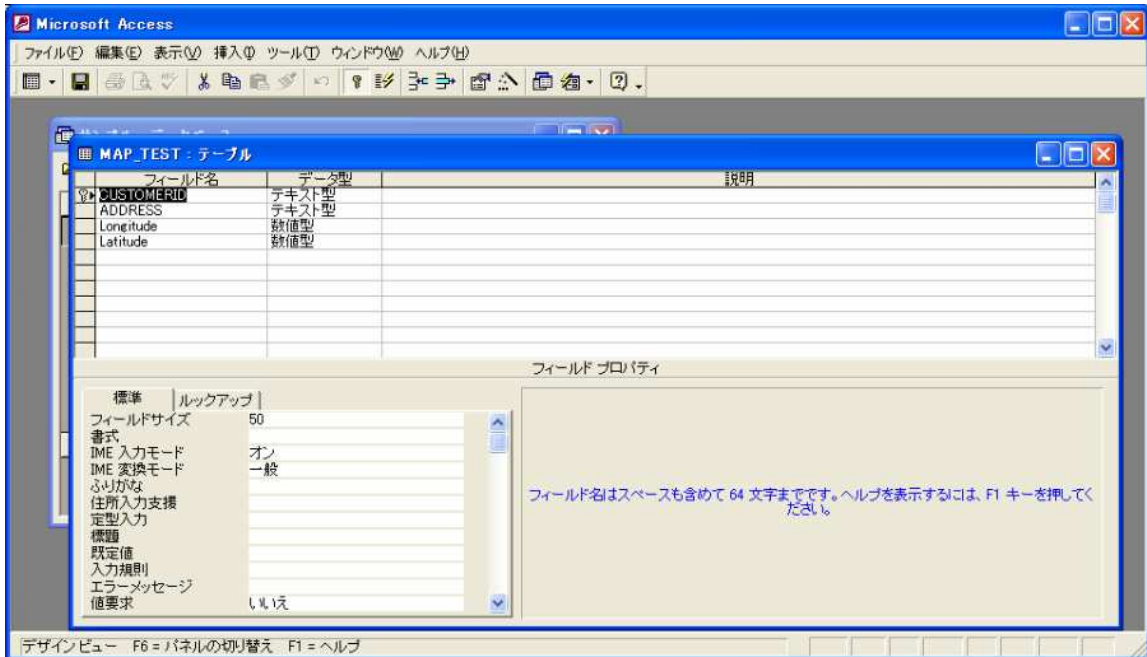 Microsoft Access
ファイル(F) 編集(E) 表示(V) 挿入(I) ツール(T) ウィンドウ(W) ヘルプ(H)
MAP_TEST : テーブル
フィールド名 データ型 説明
CUSTOMERID テキスト型
ADDRESS テキスト型
Longitude 数値型
Latitude 数値型
フィールド プロパティ
標準 ルックアップ
フィールドサイズ 50
書式
IME 入力モード オン
IME 変換モード 一般
ふりがな
住所入力支援
定型入力
標題
既定値
入力規則
エラーメッセージ
値要求 いいえ
フィールド名はスペースも含めて 64 文字までです。ヘルプを表示するには、F1 キーを押してく
ださい。
デザインビュー F6 = パネルの切り替え F1 = ヘルプ